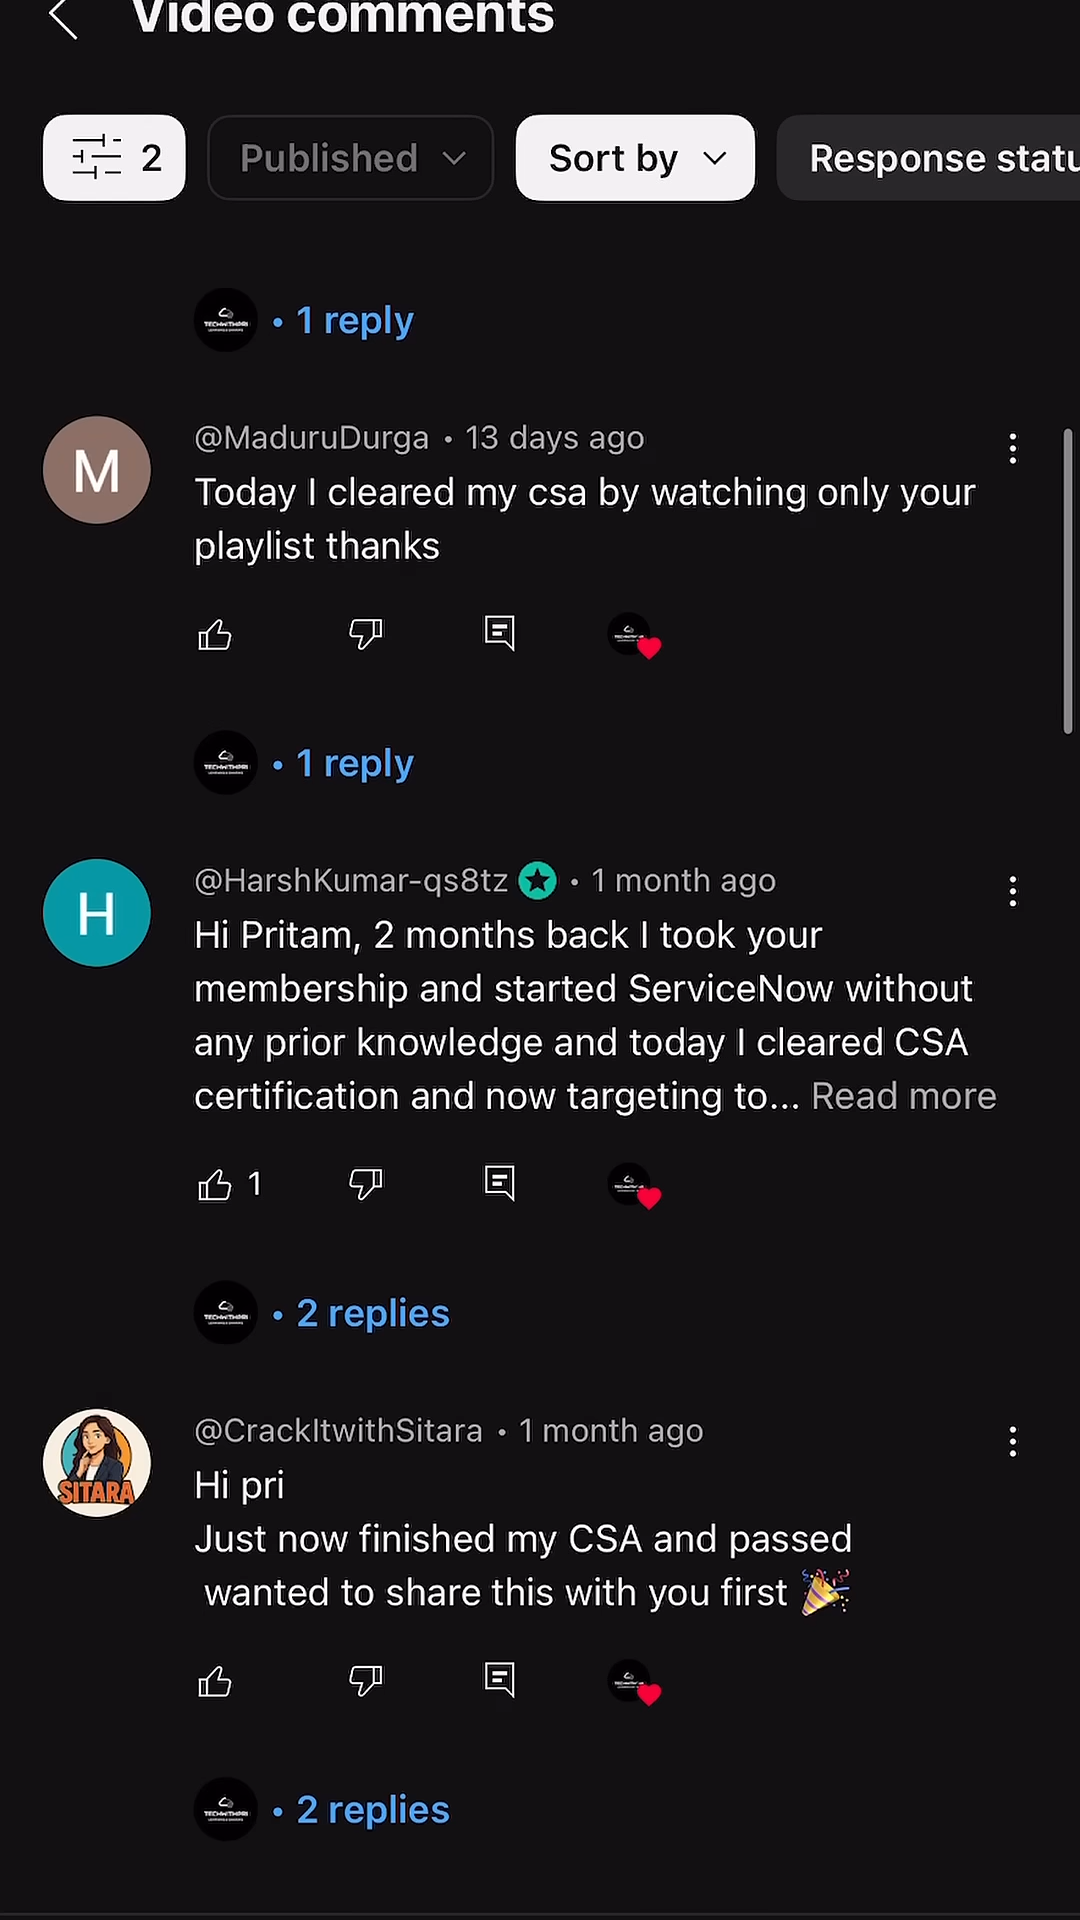 Video comments
2 Published Sort by Response statu
TECHWITHPRI • 1 reply
M @MaduruDurga • 13 days ago
Today I cleared my csa by watching only your
playlist thanks
TECHWITHPRI • 1 reply
H @HarshKumar-qs8tz • 1 month ago
Hi Pritam, 2 months back I took your
membership and started ServiceNow without
any prior knowledge and today I cleared CSA
certification and now targeting to... Read more
1
TECHWITHPRI • 2 replies
SITARA @CrackItwithSitara • 1 month ago
Hi pri
Just now finished my CSA and passed
wanted to share this with you first 🎉
TECHWITHPRI • 2 replies